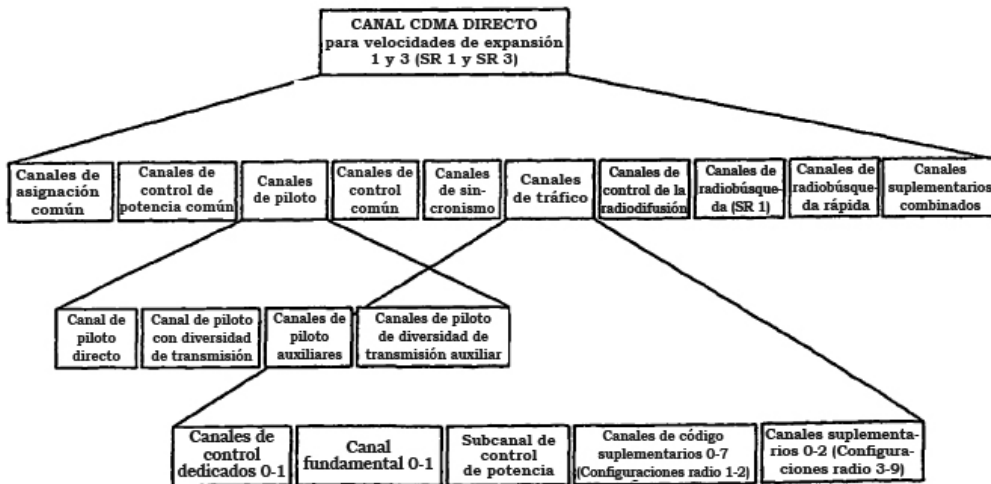 CANAL CDMA DIRECTO
para velocidades de expansión
1 y 3 (SR 1 y SR 3)
Canales de
asignación
común
Canales de
control de
potencia común
Canales
de piloto
Canales de
control
común
Canales
de sin-
cronismo
Canales
de tráfico
Canales de
control de la
radiodifusión
Canales de
radiobúsque-
da (SR 1)
Canales de
radiobúsque-
da rápida
Canales
suplementarios
combinados
Canal de
piloto
directo
Canal de piloto
con diversidad
de transmisión
Canales de
piloto
auxiliares
Canales de piloto
de diversidad de
transmisión auxiliar
Canales de
control
dedicados 0-1
Canal
fundamental 0-1
Subcanal de
control
de potencia
Canales de código
suplementarios 0-7
(Configuraciones radio 1-2)
Canales suplementa-
rios 0-2 (Configura-
ciones radio 3-9)